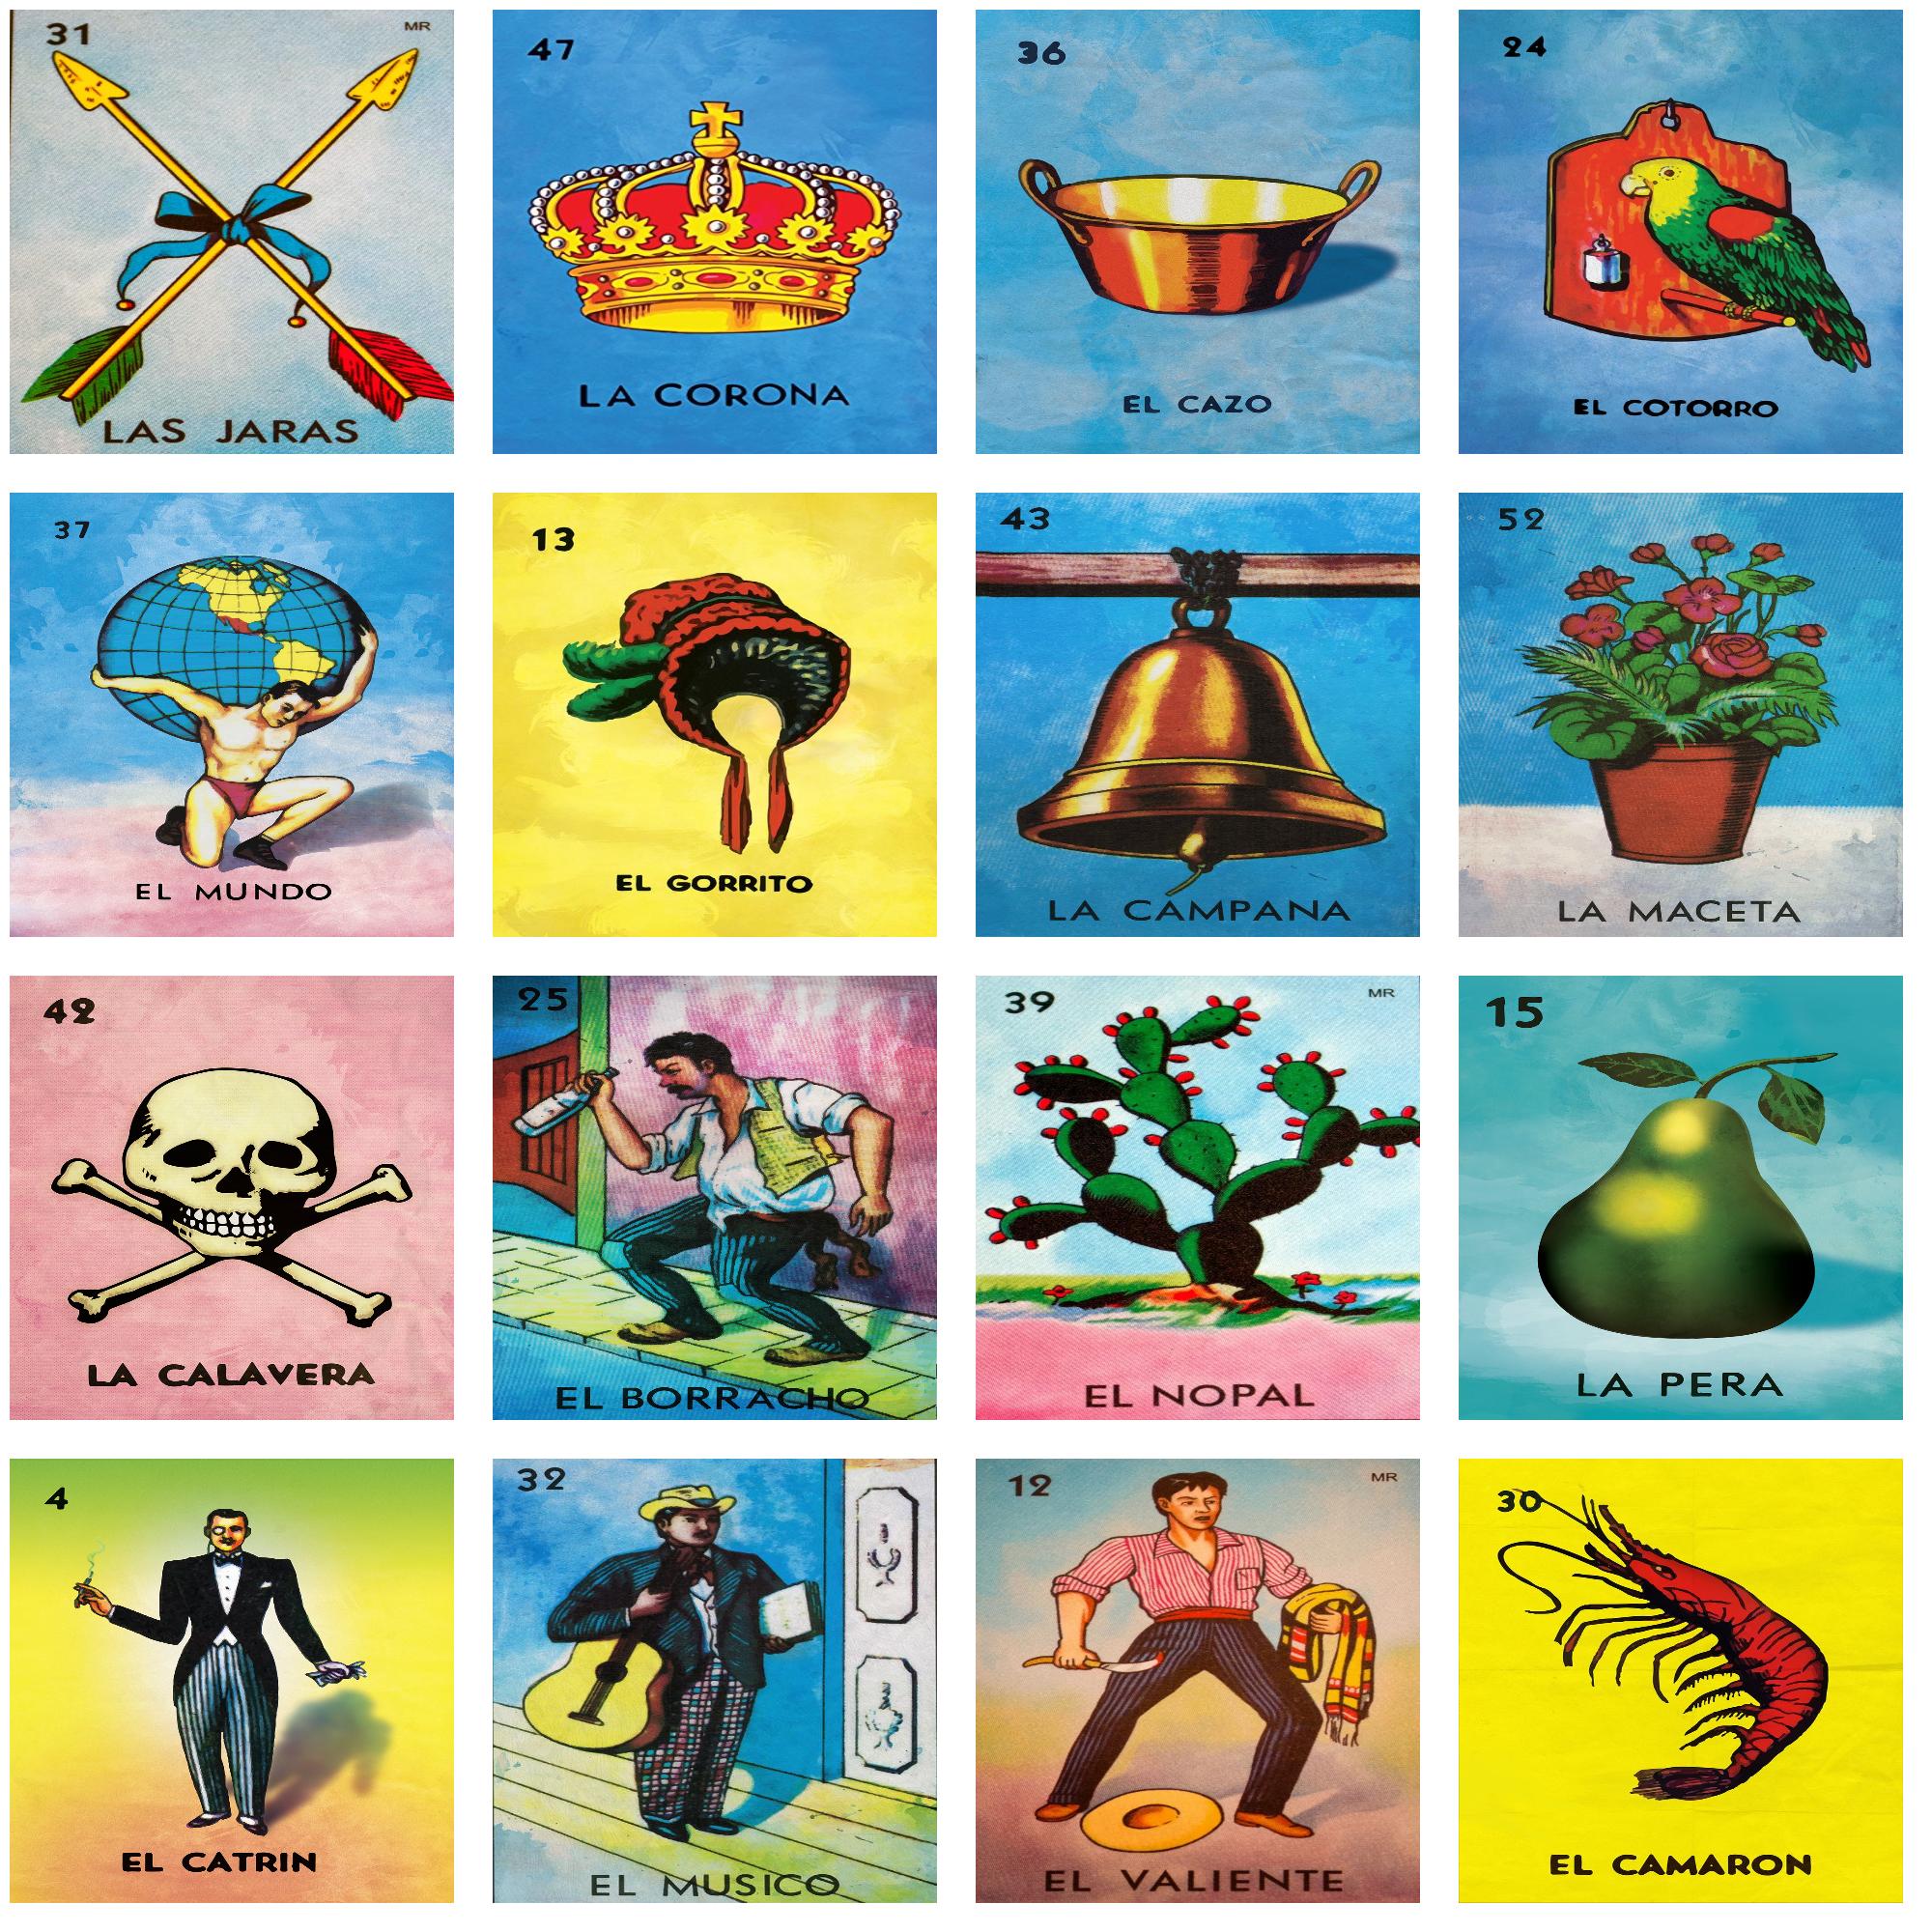 31 MR
LAS JARAS
47
LA CORONA
36
EL CAZO
24
EL COTORRO
37
EL MUNDO
13
EL GORRITO
43
LA CAMPANA
52
LA MACETA
42
LA CALAVERA
25
EL BORRACHO
39 MR
EL NOPAL
15
LA PERA
4
EL CATRIN
32
EL MUSICO
12 MR
EL VALIENTE
30
EL CAMARON